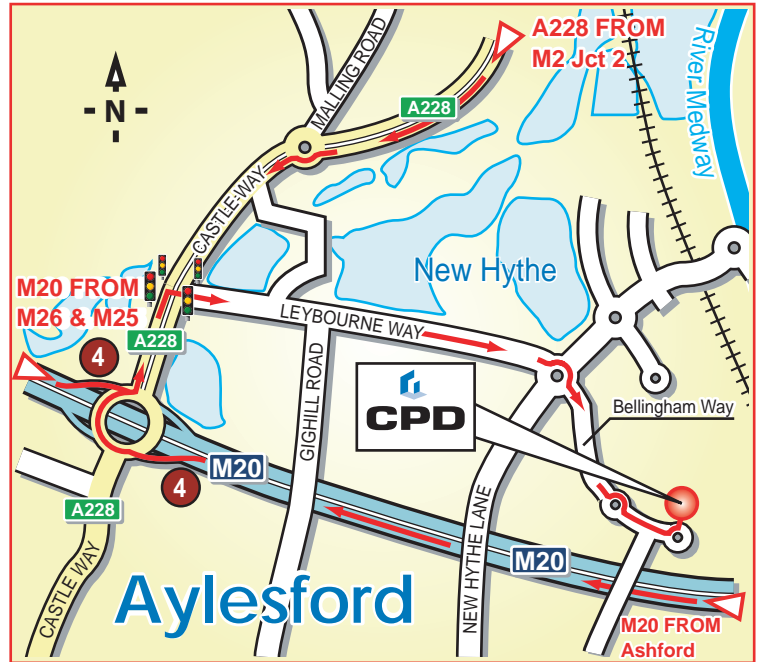 A228 FROM
M2 Jct 2
MALLING ROAD
River Medway
A228
N
CASTLE-WAY
New Hythe
M20 FROM
M26 & M25
LEYBOURNE WAY
A228
4
GIGHILL ROAD
CPD
Bellingham Way
M20
4
A228
NEW HYTHE LANE
M20
CASTLE WAY
Aylesford
M20 FROM
Ashford